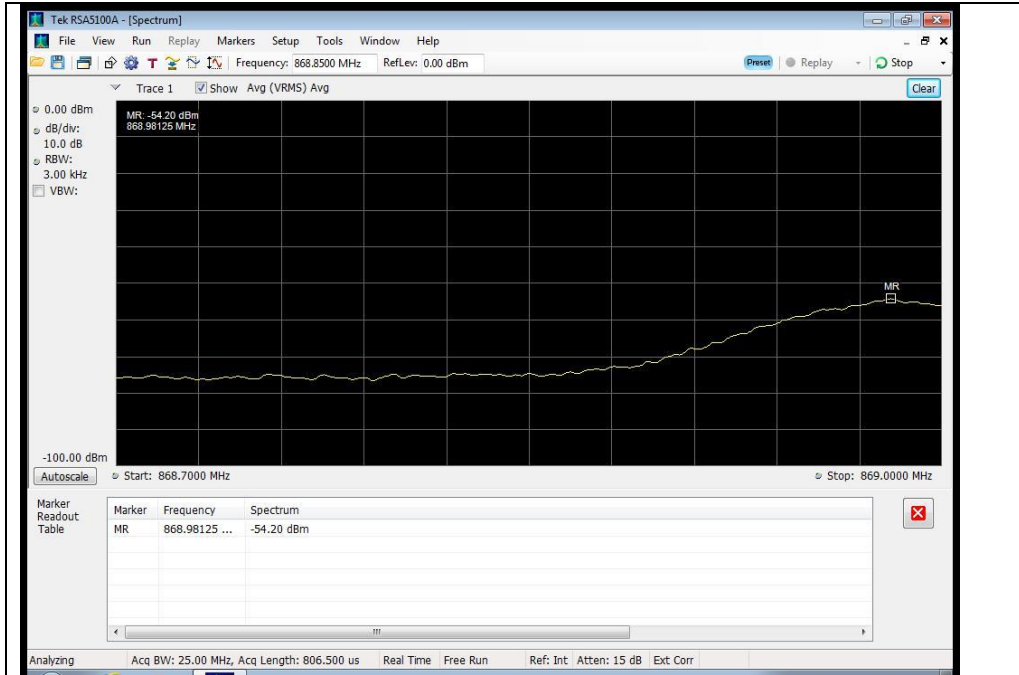 Tek RSA5100A - [Spectrum]
File View Run Replay Markers Setup Tools Window Help
T Frequency: 868.8500 MHz RefLev: 0.00 dBm Preset Replay Stop
Trace 1 Show Avg (VRMS) Avg Clear
0.00 dBm
dB/div:
10.0 dB
RBW:
3.00 kHz
VBW:
MR: -54.20 dBm
868.98125 MHz
MR
-100.00 dBm
Autoscale Start: 868.7000 MHz Stop: 869.0000 MHz
Marker
Readout
Table
Marker Frequency Spectrum
MR 868.98125 ... -54.20 dBm
Analyzing Acq BW: 25.00 MHz, Acq Length: 806.500 us Real Time Free Run Ref: Int Atten: 15 dB Ext Corr